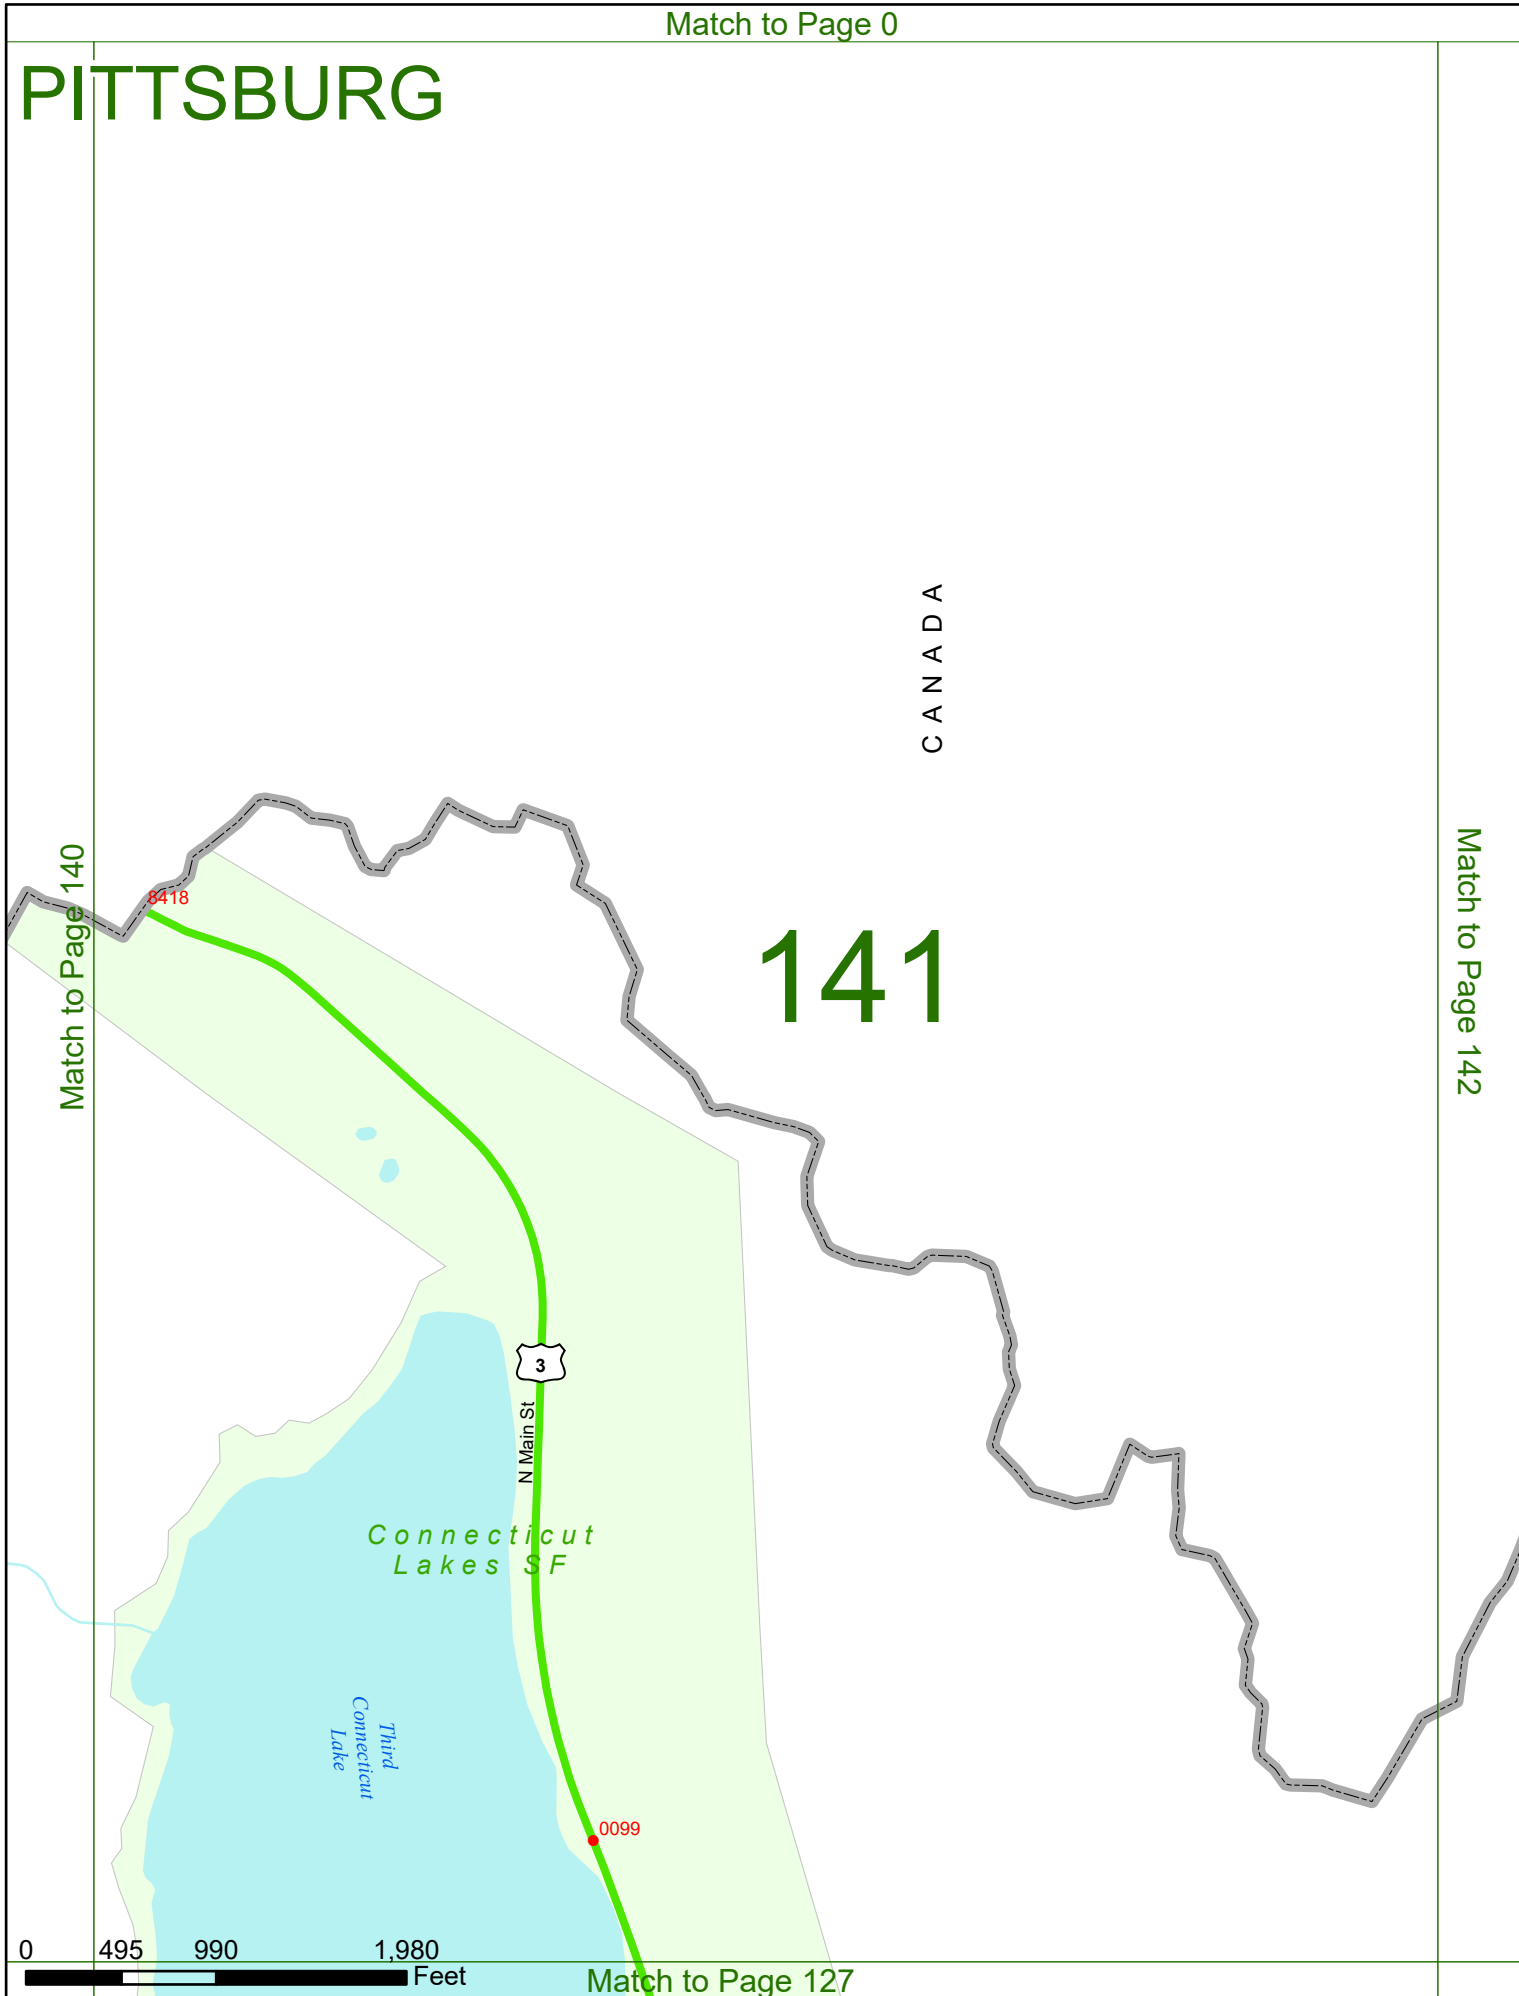 Match to Page 0
PITTSBURG
CANADA
Match to Page 140
8418
141
Match to Page 142
3
N Main St
Connecticut
Lakes SF
Third
Connecticut
Lake
0099
0 495 990 1,980
Feet
Match to Page 127